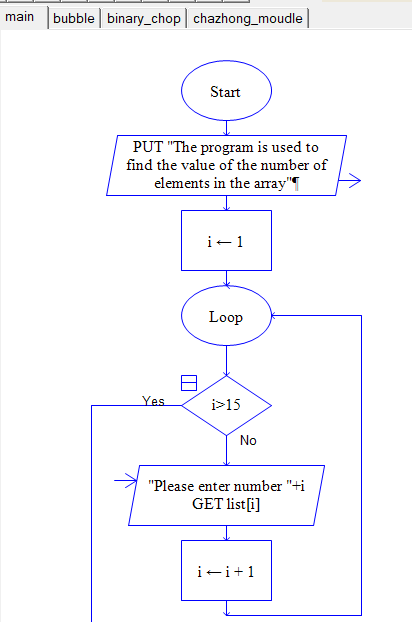 main bubble binary_chop chazhong_moudle
Start
PUT "The program is used to
find the value of the number of
elements in the array"¶
i ← 1
Loop
Yes
i>15
No
"Please enter number "+i
GET list[i]
i ← i + 1